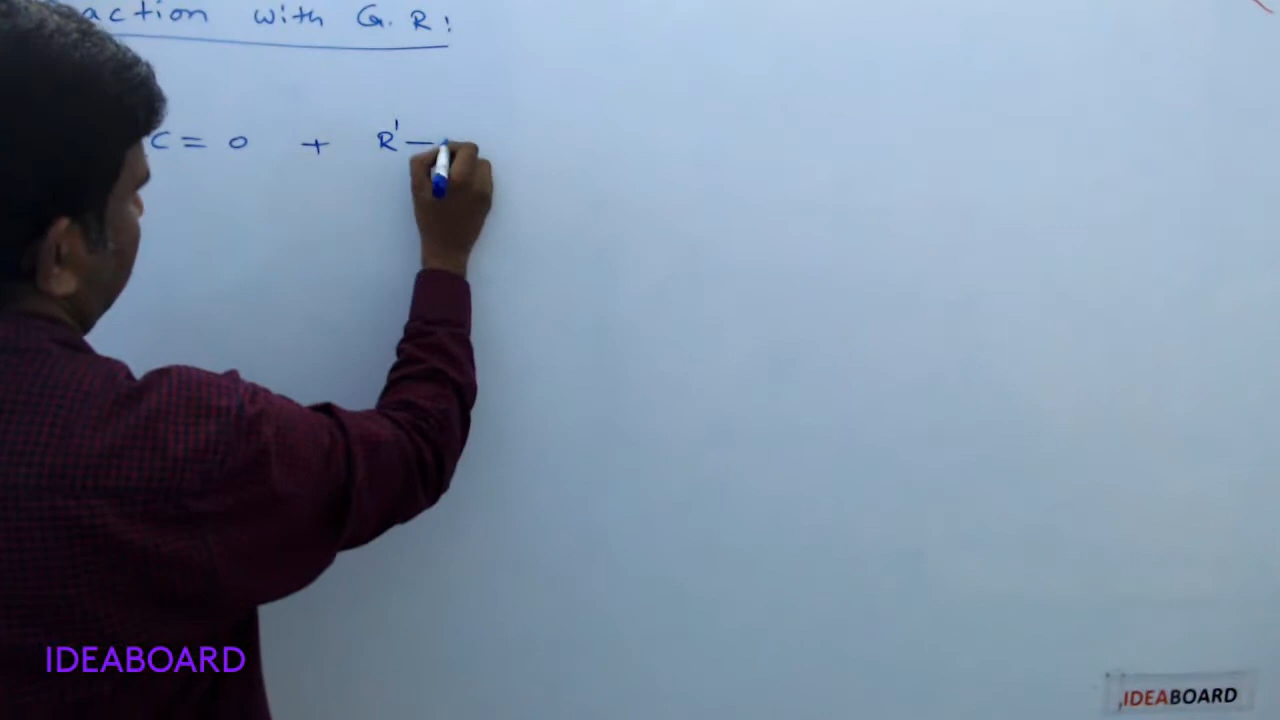 action with G.R:
C = O + R' —
IDEABOARD
IDEABOARD